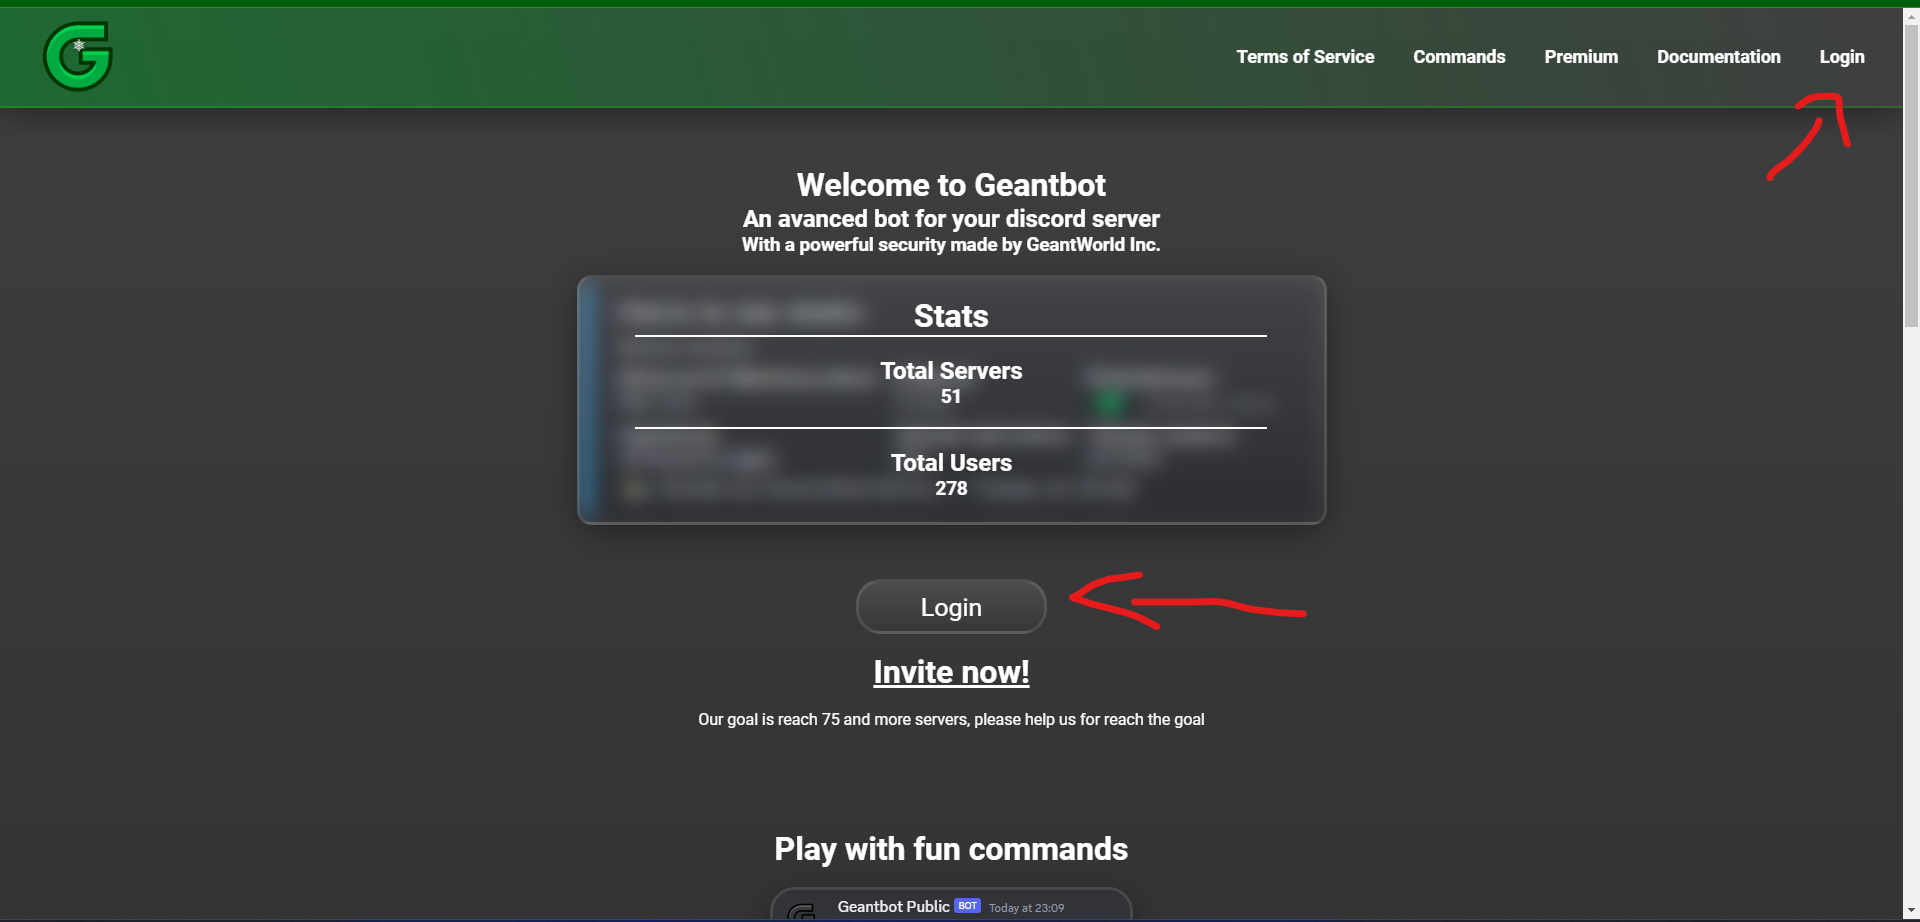 Terms of Service Commands Premium Documentation Login
Welcome to Geantbot
An avanced bot for your discord server
With a powerful security made by GeantWorld Inc.
Stats
Total Servers
51
Total Users
278
Login
Invite now!
Our goal is reach 75 and more servers, please help us for reach the goal
Play with fun commands
Geantbot Public BOT Today at 23:09